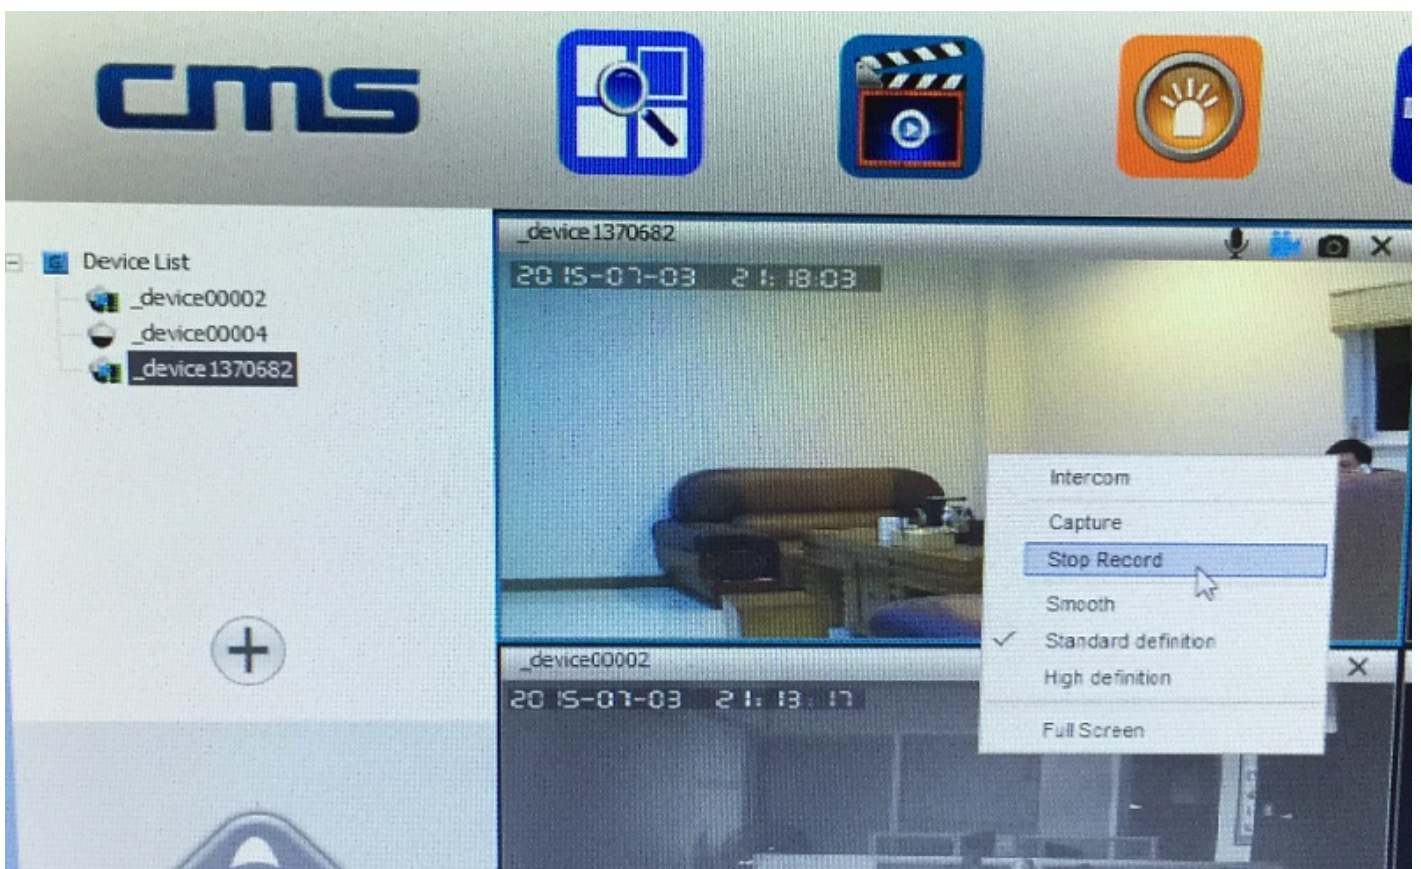 cms
Device List
_device00002
_device00004
_device1370682
_device1370682
2015-07-03 21:18:03
Intercom
Capture
Stop Record
Smooth
Standard definition
High definition
Full Screen
_device00002
2015-07-03 21:13:17